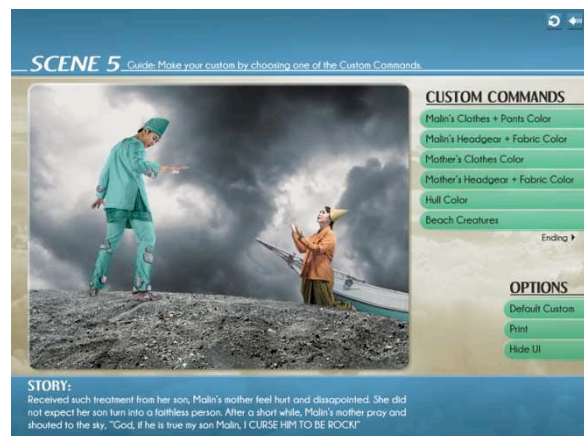 SCENE 5 Guide: Make your custom by choosing one of the Custom Commands.
CUSTOM COMMANDS
Malin's Clothes + Pants Color
Malin's Headgear + Fabric Color
Mother's Clothes Color
Mother's Headgear + Fabric Color
Hull Color
Beach Creatures
Ending
OPTIONS
Default Custom
Print
Hide UI
STORY:
Received such treatment from her son, Malin's mother feel hurt and dissapointed. She did
not expect her son turn into a faithless person. After a short while, Malin's mother pray and
shouted to the sky, "God, if he is true my son Malin, I CURSE HIM TO BE ROCK!"